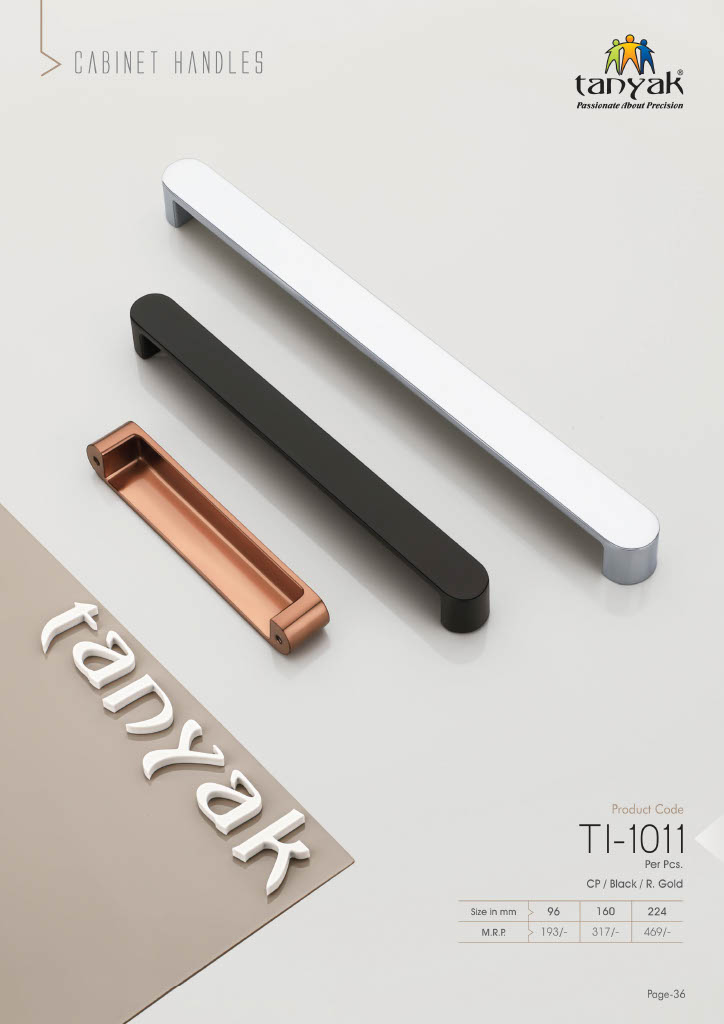 CABINET HANDLES
tanyak®
Passionate About Precision
tanyak
Product Code
TI-1011
Per Pcs.
CP / Black / R. Gold
Size in mm 96 160 224
M.R.P. 193/- 317/- 469/-
Page-36